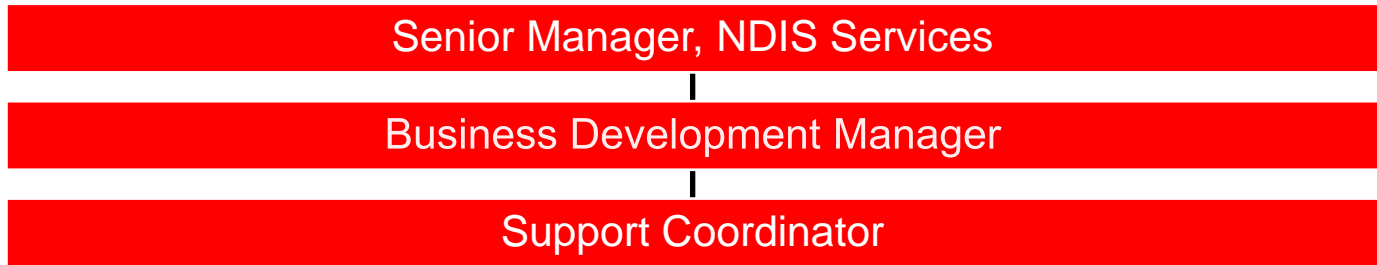 Senior Manager, NDIS Services
Business Development Manager
Support Coordinator